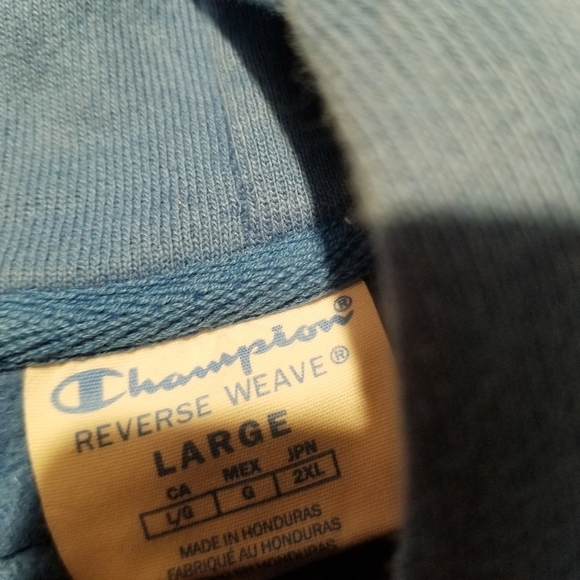 Champion®
REVERSE WEAVE®
LARGE
CA MEX JPN
L/G G 2XL
MADE IN HONDURAS
FABRIQUÉ AU HONDURAS